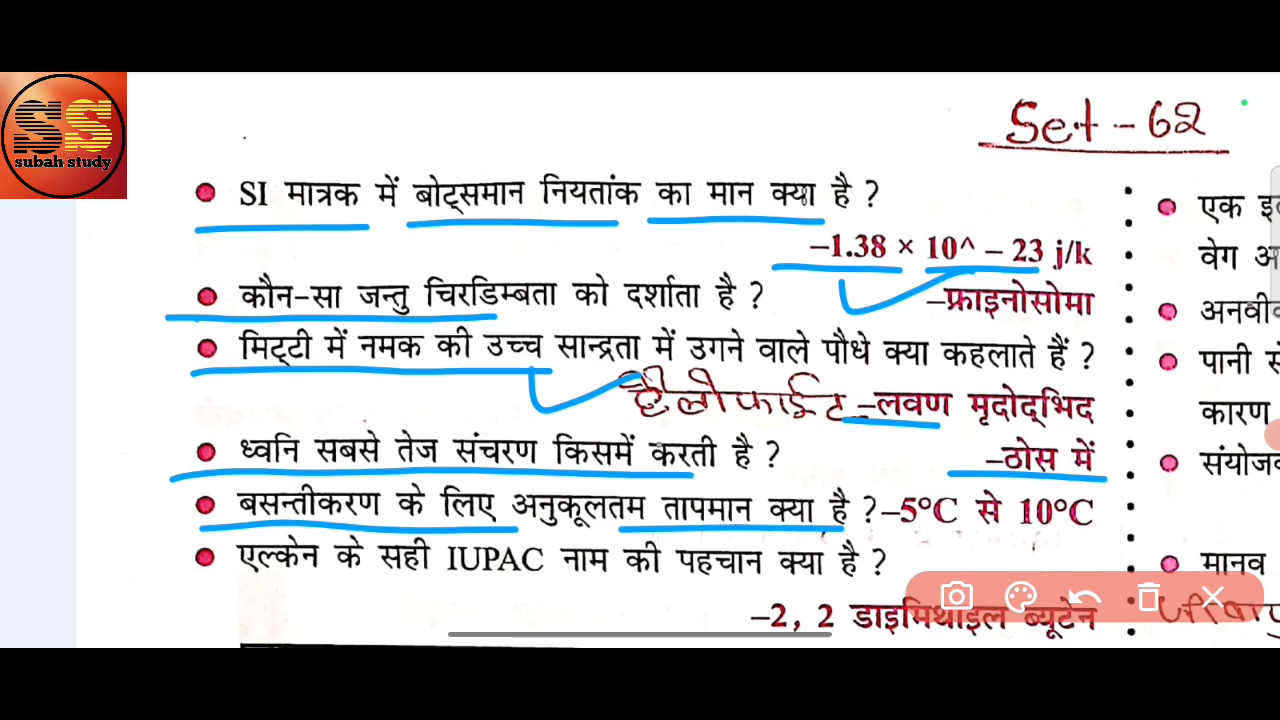 SS
subah study
Set - 62
SI मात्रक में बोट्समान नियतांक का मान क्या है ?
–1.38 × 10^ – 23 j/k
कौन-सा जन्तु चिरडिम्बता को दर्शाता है ?
–फ्राइनोसोमा
मिट्टी में नमक की उच्च सान्द्रता में उगने वाले पौधे क्या कहलाते हैं ?
हैलोफाईट –लवण मृदोद्भिद
ध्वनि सबसे तेज संचरण किसमें करती है ? –ठोस में
बसन्तीकरण के लिए अनुकूलतम तापमान क्या है ? –5°C से 10°C
एल्केन के सही IUPAC नाम की पहचान क्या है ?
–2, 2 डाइमिथाइल ब्यूटेन
एक
वेग
पानी
कारण
मानव